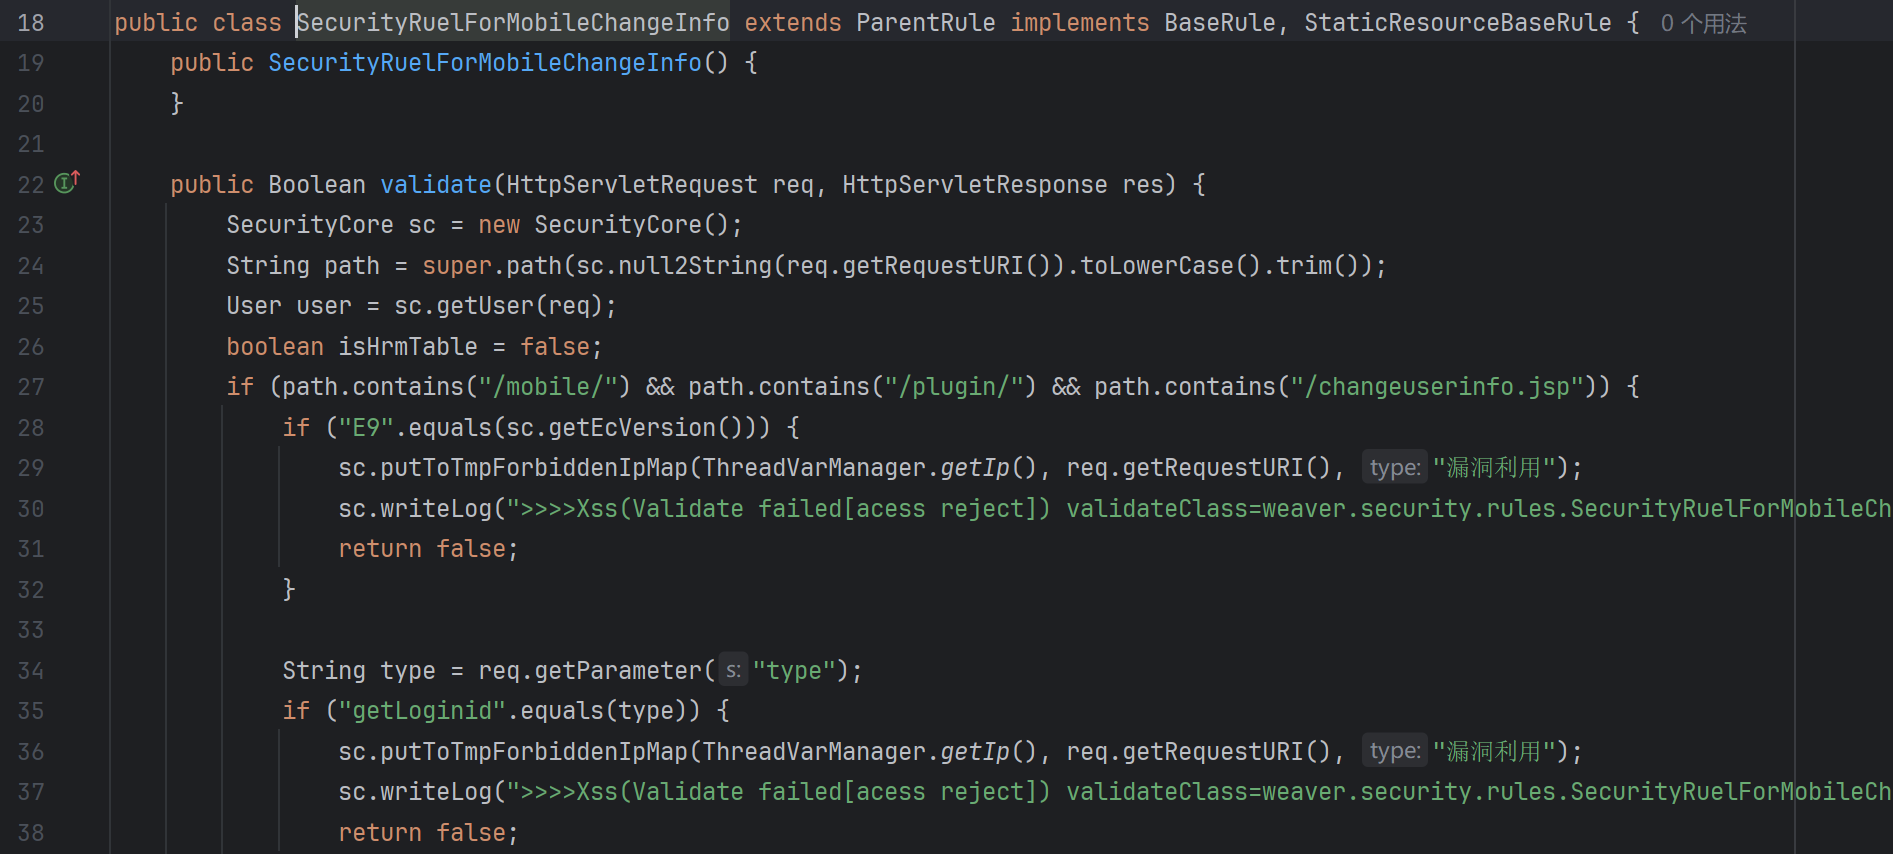 18 public class SecurityRuelForMobileChangeInfo extends ParentRule implements BaseRule, StaticResourceBaseRule { 0 个用法
19 public SecurityRuelForMobileChangeInfo() {
20 }
21
22 public Boolean validate(HttpServletRequest req, HttpServletResponse res) {
23 SecurityCore sc = new SecurityCore();
24 String path = super.path(sc.null2String(req.getRequestURI()).toLowerCase().trim());
25 User user = sc.getUser(req);
26 boolean isHrmTable = false;
27 if (path.contains("/mobile/") && path.contains("/plugin/") && path.contains("/changeuserinfo.jsp")) {
28 if ("E9".equals(sc.getEcVersion())) {
29 sc.putToTmpForbiddenIpMap(ThreadVarManager.getIp(), req.getRequestURI(), type: "漏洞利用");
30 sc.writeLog(">>>>Xss(Validate failed[acess reject]) validateClass=weaver.security.rules.SecurityRuelForMobileCh
31 return false;
32 }
33
34 String type = req.getParameter( s: "type");
35 if ("getLoginid".equals(type)) {
36 sc.putToTmpForbiddenIpMap(ThreadVarManager.getIp(), req.getRequestURI(), type: "漏洞利用");
37 sc.writeLog(">>>>Xss(Validate failed[acess reject]) validateClass=weaver.security.rules.SecurityRuelForMobileCh
38 return false;